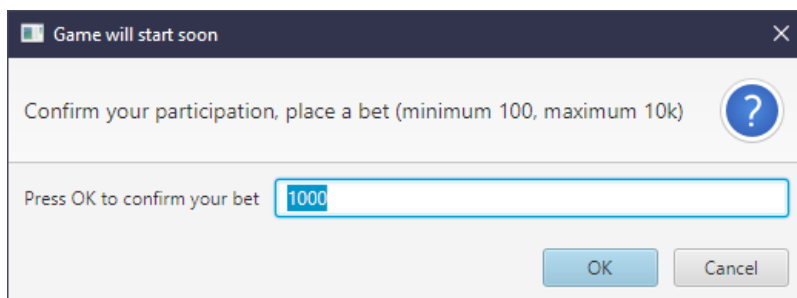 Game will start soon
Confirm your participation, place a bet (minimum 100, maximum 10k)
?
Press OK to confirm your bet 1000
OK Cancel